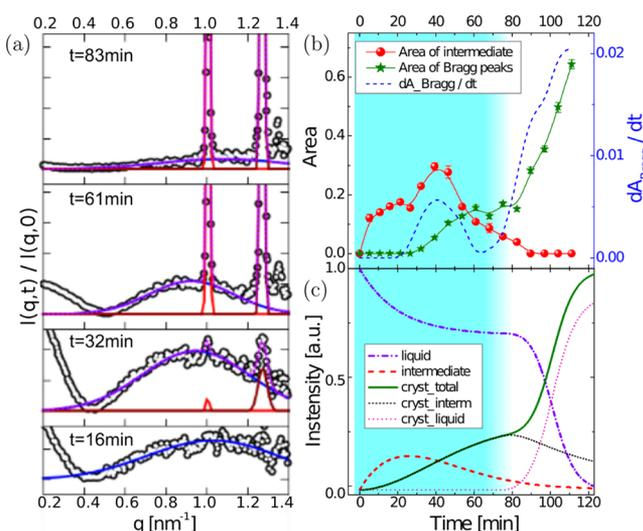 (a)
0.2 0.4 0.6 0.8 1.0 1.2 1.4
t=83min
t=61min
t=32min
t=16min
I(q,t) / I(q,0)
0.2 0.4 0.6 0.8 1.0 1.2 1.4
q [nm⁻¹]
(b)
0 20 40 60 80 100 120
Area of intermediate
Area of Bragg peaks
dA_Bragg / dt
0.6
0.4
0.2
0.0
Area
0.02
0.01
0.00
dA_Bragg / dt
(c)
1.0
0.5
0.0
Instensity [a.u.]
liquid
intermediate
cryst_total
cryst_interm
cryst_liquid
0 20 40 60 80 100 120
Time [min]